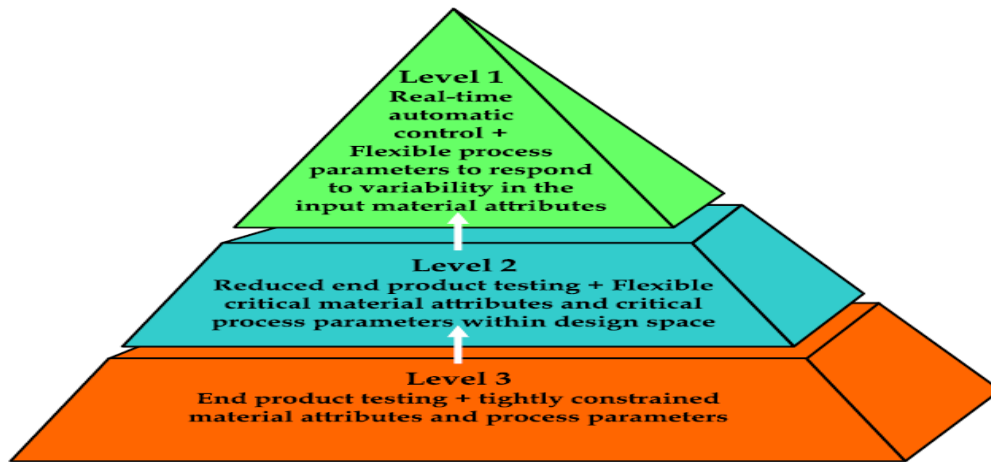 Level 1
Real-time
automatic
control +
Flexible process
parameters to respond
to variability in the
input material attributes
Level 2
Reduced end product testing + Flexible
critical material attributes and critical
process parameters within design space
Level 3
End product testing + tightly constrained
material attributes and process parameters